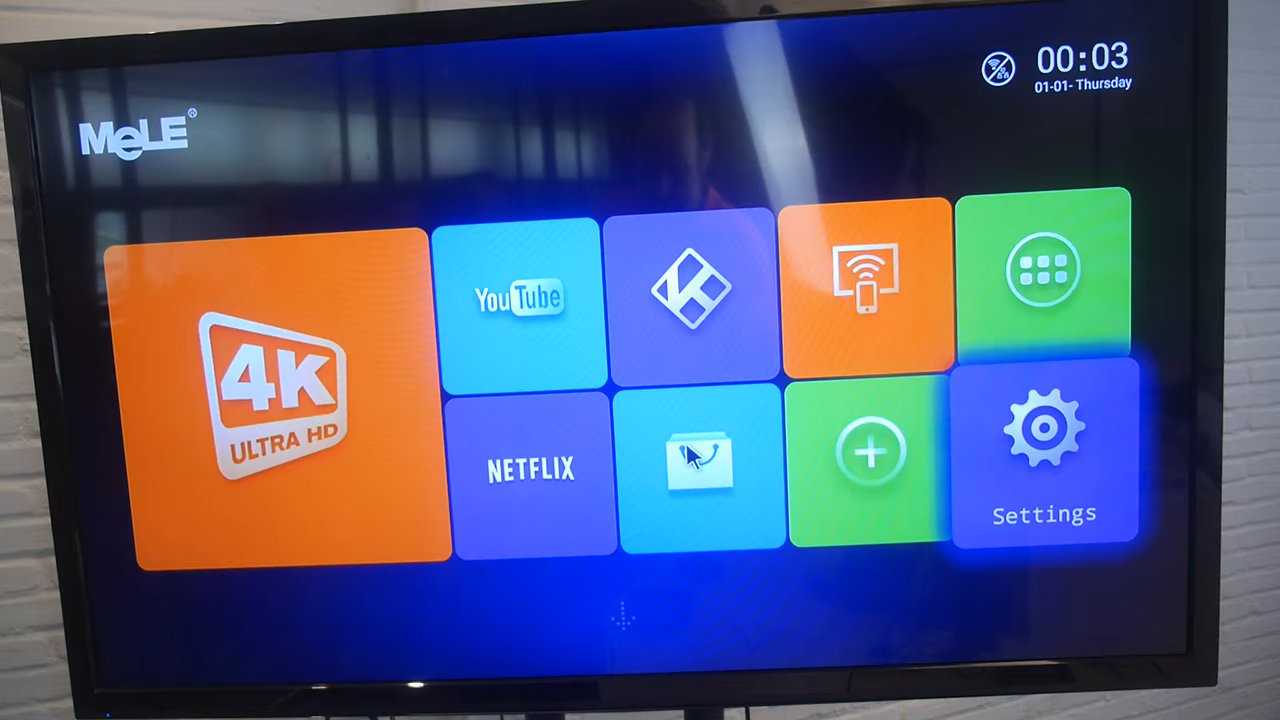 MeLE®
00:03
01-01- Thursday
4K
ULTRA HD
YouTube
NETFLIX
Settings